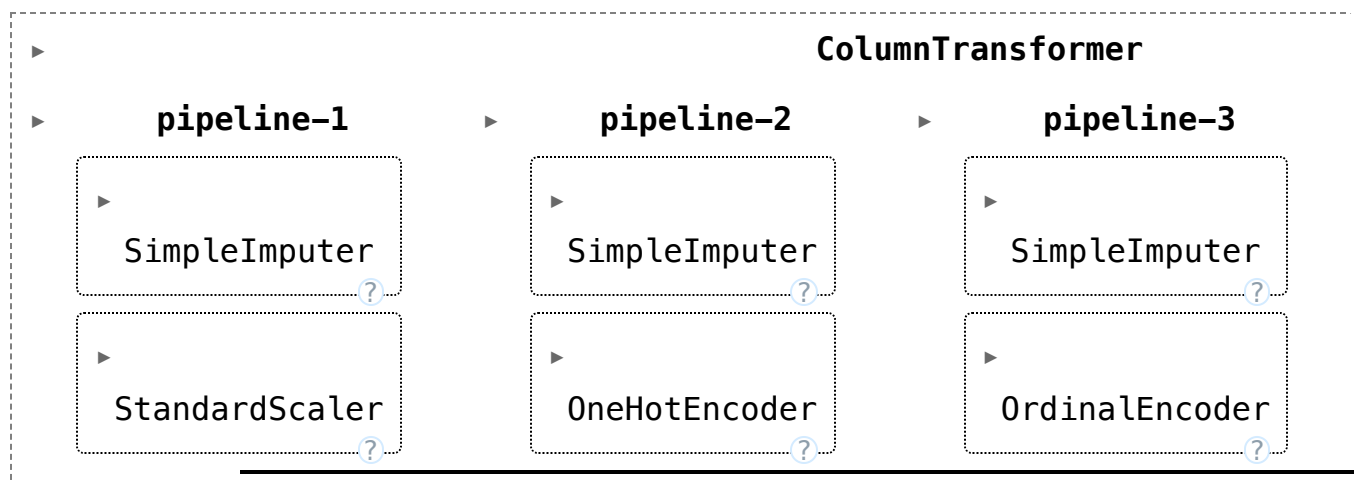 ▸ ColumnTransformer
▸ pipeline-1 ▸ pipeline-2 ▸ pipeline-3
▸ ▸ ▸
SimpleImputer SimpleImputer SimpleImputer
? ? ?
▸ ▸ ▸
StandardScaler OneHotEncoder OrdinalEncoder
? ? ?